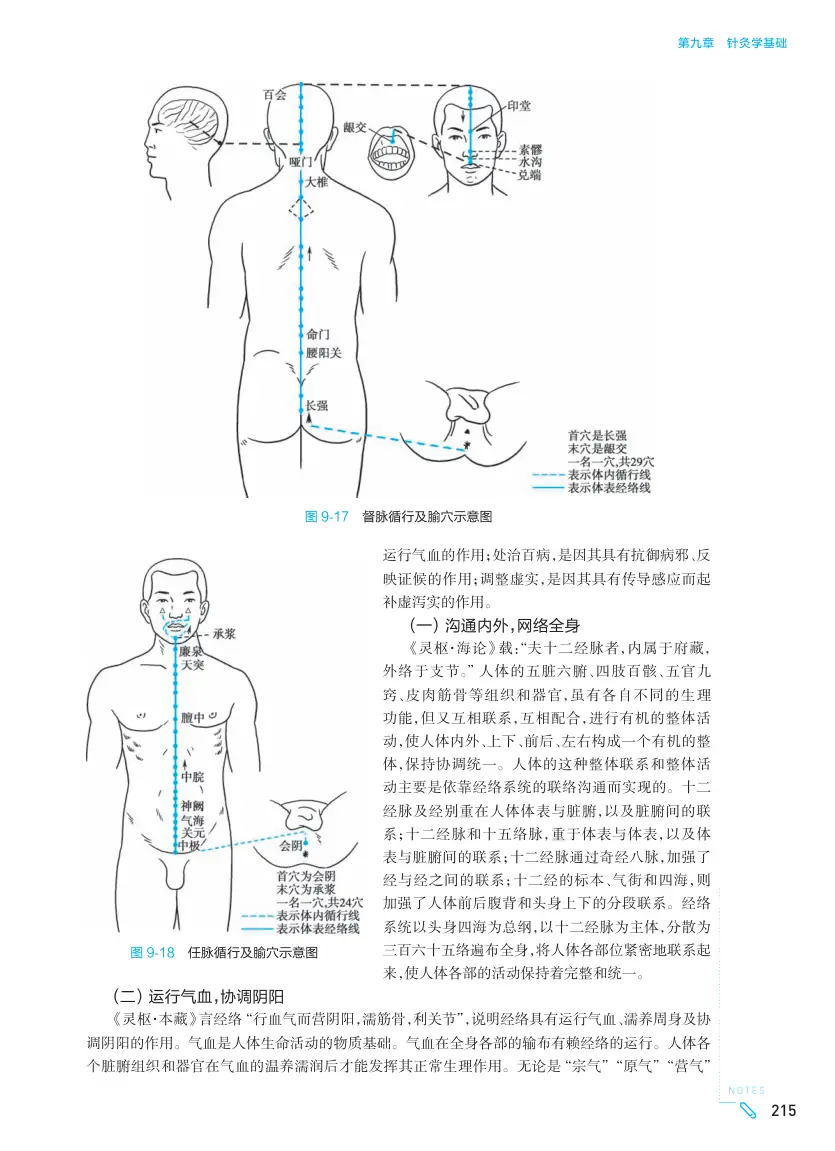 第九章 针灸学基础
百会
龈交
印堂
素髎
水沟
兑端
哑门
大椎
命门
腰阳关
长强
首穴是长强
末穴是龈交
一名一穴,共29穴
表示体内循行线
表示体表经络线
图 9-17 督脉循行及腧穴示意图
承浆
廉泉
天突
膻中
中脘
神阙
气海
关元
中极
会阴
首穴为会阴
末穴为承浆
一名一穴,共24穴
表示体内循行线
表示体表经络线
图 9-18 任脉循行及腧穴示意图
运行气血的作用;处治百病,是因其具有抗御病邪、反
映证候的作用;调整虚实,是因其具有传导感应而起
补虚泻实的作用。
(一) 沟通内外,网络全身
《灵枢·海论》载:“夫十二经脉者,内属于府藏,
外络于支节。” 人体的五脏六腑、四肢百骸、五官九
窍、皮肉筋骨等组织和器官,虽有各自不同的生理
功能,但又互相联系,互相配合,进行有机的整体活
动,使人体内外、上下、前后、左右构成一个有机的整
体,保持协调统一。人体的这种整体联系和整体活
动主要是依靠经络系统的联络沟通而实现的。十二
经脉及经别重在人体体表与脏腑,以及脏腑间的联
系;十二经脉和十五络脉,重于体表与体表,以及体
表与脏腑间的联系;十二经脉通过奇经八脉,加强了
经与经之间的联系;十二经的标本、气街和四海,则
加强了人体前后腹背和头身上下的分段联系。经络
系统以头身四海为总纲,以十二经脉为主体,分散为
三百六十五络遍布全身,将人体各部位紧密地联系起
来,使人体各部的活动保持着完整和统一。
(二) 运行气血,协调阴阳
《灵枢·本藏》言经络 “行血气而营阴阳,濡筋骨,利关节”,说明经络具有运行气血、濡养周身及协
调阴阳的作用。气血是人体生命活动的物质基础。气血在全身各部的输布有赖经络的运行。人体各
个脏腑组织和器官在气血的温养濡润后才能发挥其正常生理作用。无论是 “宗气” “原气” “营气”
NOTES
215